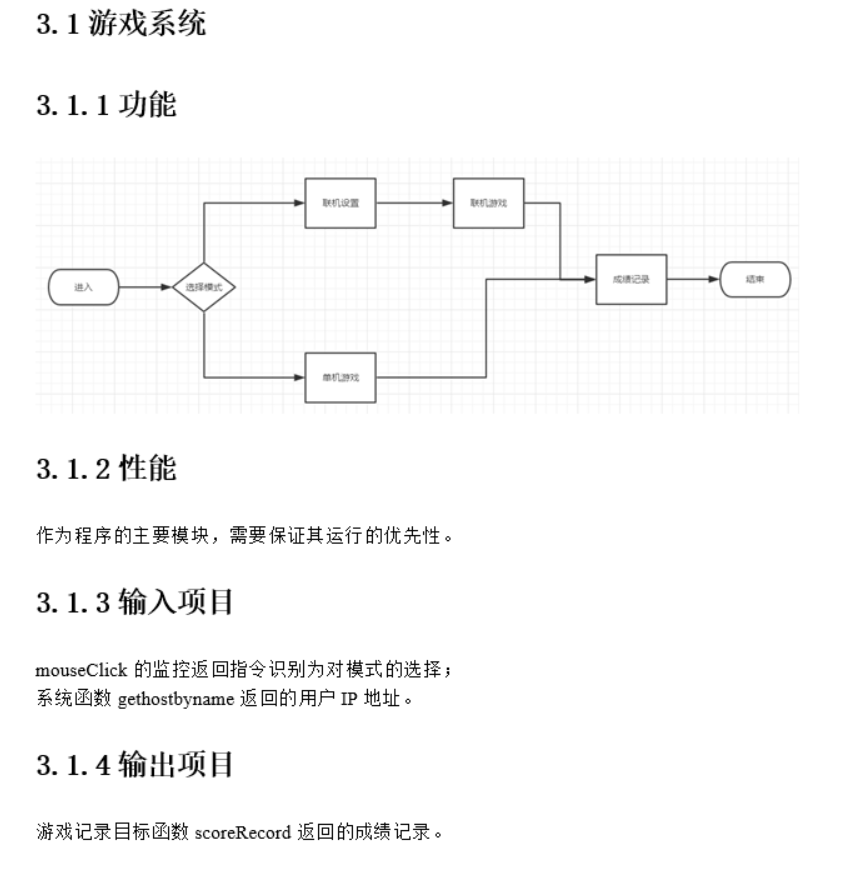 3.1 游戏系统
3.1.1 功能
联机设置
联机游戏
进入
选择模式
成绩记录
结束
单机游戏
3.1.2 性能
作为程序的主要模块，需要保证其运行的优先性。
3.1.3 输入项目
mouseClick 的监控返回指令识别为对模式的选择；
系统函数 gethostbyname 返回的用户 IP 地址。
3.1.4 输出项目
游戏记录目标函数 scoreRecord 返回的成绩记录。